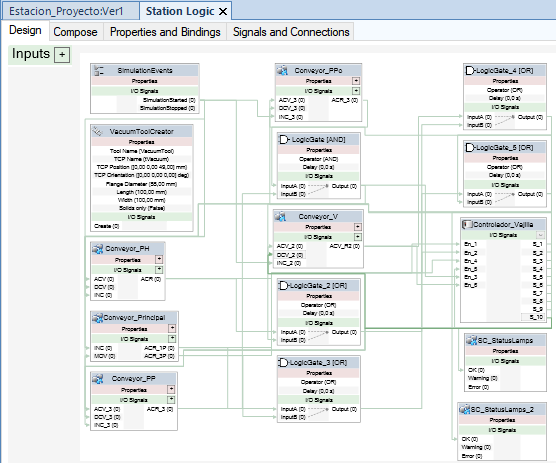 Estacion_Proyecto:Ver1
Station Logic
Design
Compose
Properties and Bindings
Signals and Connections
Inputs +
SimulationEvents
Properties
I/O Signals
SimulationStarted (0)
SimulationStopped (0)
VacuumToolCreator
Properties
Tool Name (VacuumTool)
TCP Name (tVacuum)
TCP Position ([0,00 0,00 49,00] mm)
TCP Orientation ([0,00 0,00 0,00] deg)
Flange Diameter (55,00 mm)
Length (100,00 mm)
Width (100,00 mm)
Solids only (False)
I/O Signals
Create (0)
Conveyor_PH
Properties +
I/O Signals +
ACV (0) ACR (0)
DCV (0)
INC (0)
Conveyor_Principal
Properties +
I/O Signals +
INC (0) ACR_1P (0)
MOV (0) ACR_3P (0)
Conveyor_PP
Properties +
I/O Signals +
ACV_3 (0) ACR_3 (0)
DCV_3 (0)
INC_3 (0)
Conveyor_PPo
Properties +
I/O Signals +
ACV_3 (0) ACR_3 (0)
DCV_3 (0)
INC_3 (0)
LogicGate [AND]
Properties
Operator (AND)
Delay (0,0 s)
I/O Signals
InputA (0) Output (0)
InputB (0)
Conveyor_V
Properties +
I/O Signals +
ACV_2 (0) ACV_R2 (0)
DCV_2 (0)
INC_2 (0)
LogicGate_2 [OR]
Properties
Operator (OR)
Delay (0,0 s)
I/O Signals
InputA (0) Output (0)
InputB (0)
LogicGate_3 [OR]
Properties
Operator (OR)
Delay (0,0 s)
I/O Signals
InputA (0) Output (0)
InputB (0)
LogicGate_4 [OR]
Properties
Operator (OR)
Delay (0,0 s)
I/O Signals
InputA (0) Output (0)
InputB (0)
LogicGate_5 [OR]
Properties
Operator (OR)
Delay (0,0 s)
I/O Signals
InputA (0) Output (0)
InputB (0)
Controlador_Vajilla
I/O Signals
En_1 S_1
En_2 S_2
En_3 S_3
En_4 S_4
En_5 S_5
En_6 S_6
S_7
S_8
S_9
S_10
SC_StatusLamps
Properties +
I/O Signals +
OK (0)
Warning (0)
Error (0)
SC_StatusLamps_2
Properties +
I/O Signals +
OK (0)
Warning (0)
Error (0)